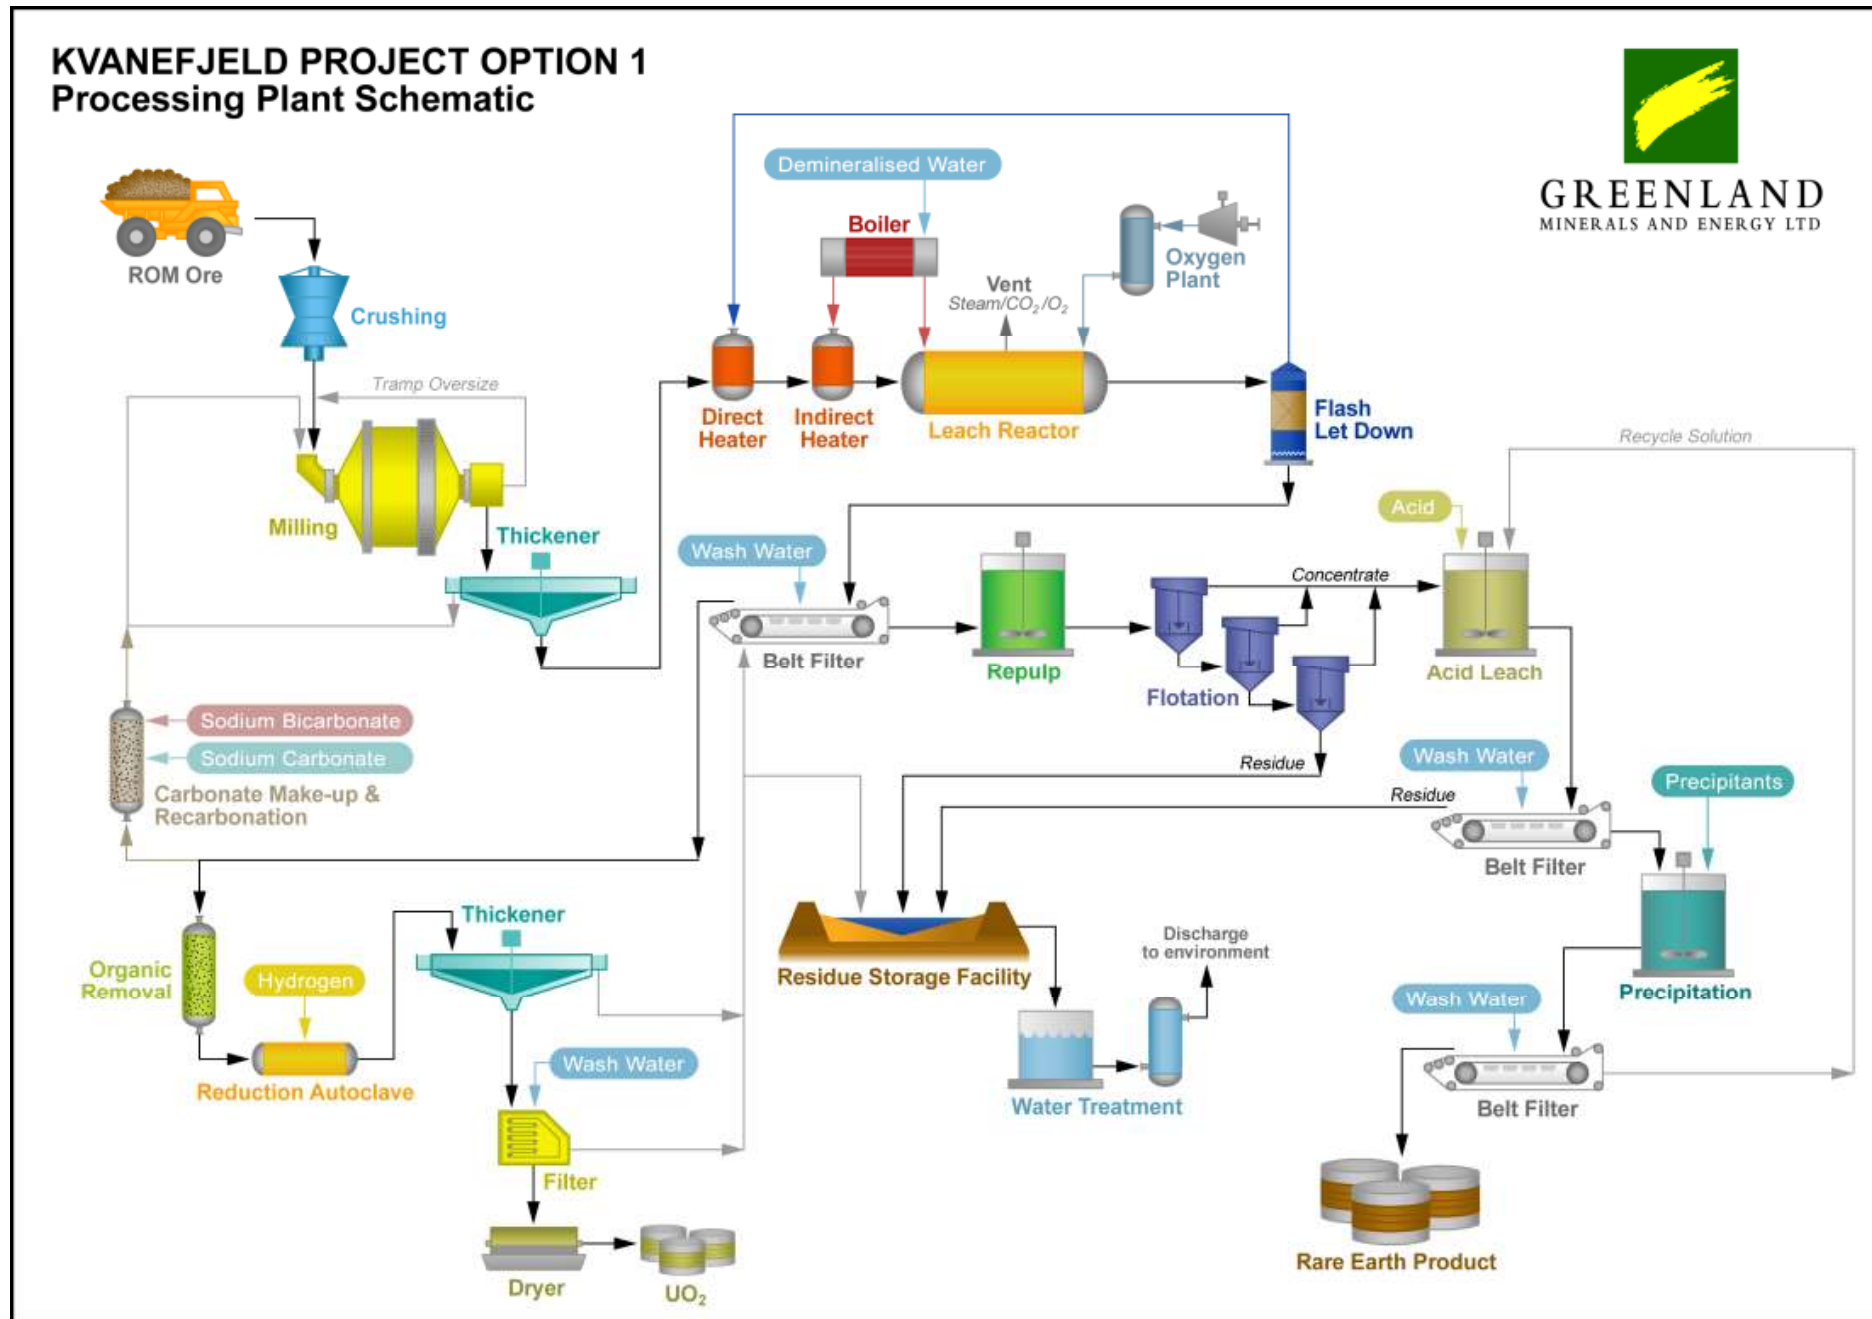 KVANEFJELD PROJECT OPTION 1
Processing Plant Schematic
GREENLAND
MINERALS AND ENERGY LTD
ROM Ore
Crushing
Tramp Oversize
Milling
Thickener
Demineralised Water
Boiler
Vent
Steam/CO₂/O₂
Oxygen
Plant
Direct
Heater
Indirect
Heater
Leach Reactor
Flash
Let Down
Recycle Solution
Acid
Wash Water
Belt Filter
Repulp
Flotation
Concentrate
Acid Leach
Residue
Sodium Bicarbonate
Sodium Carbonate
Carbonate Make-up &
Recarbonation
Wash Water
Residue
Belt Filter
Precipitants
Precipitation
Organic
Removal
Hydrogen
Reduction Autoclave
Thickener
Wash Water
Filter
Dryer
UO₂
Residue Storage Facility
Discharge
to environment
Water Treatment
Wash Water
Belt Filter
Rare Earth Product